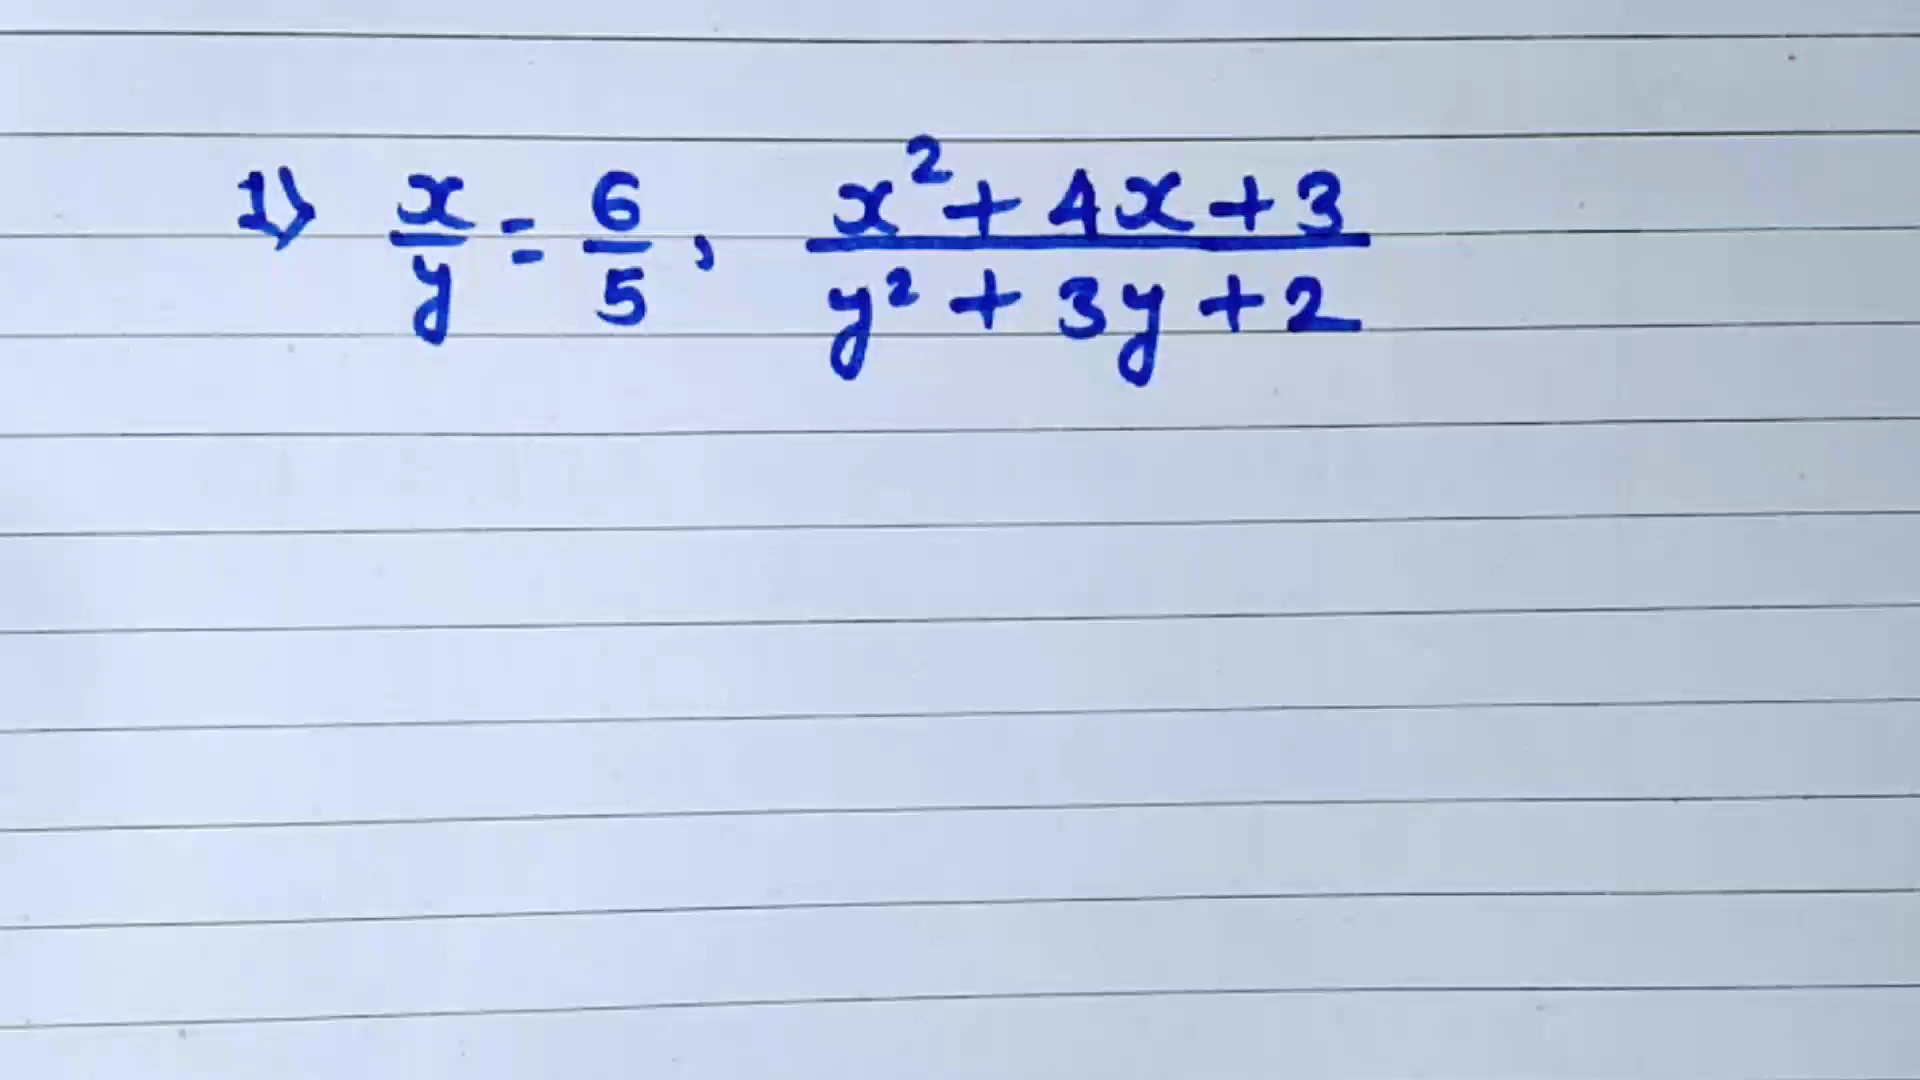 1) x/y = 6/5, (x² + 4x + 3)/(y² + 3y + 2)